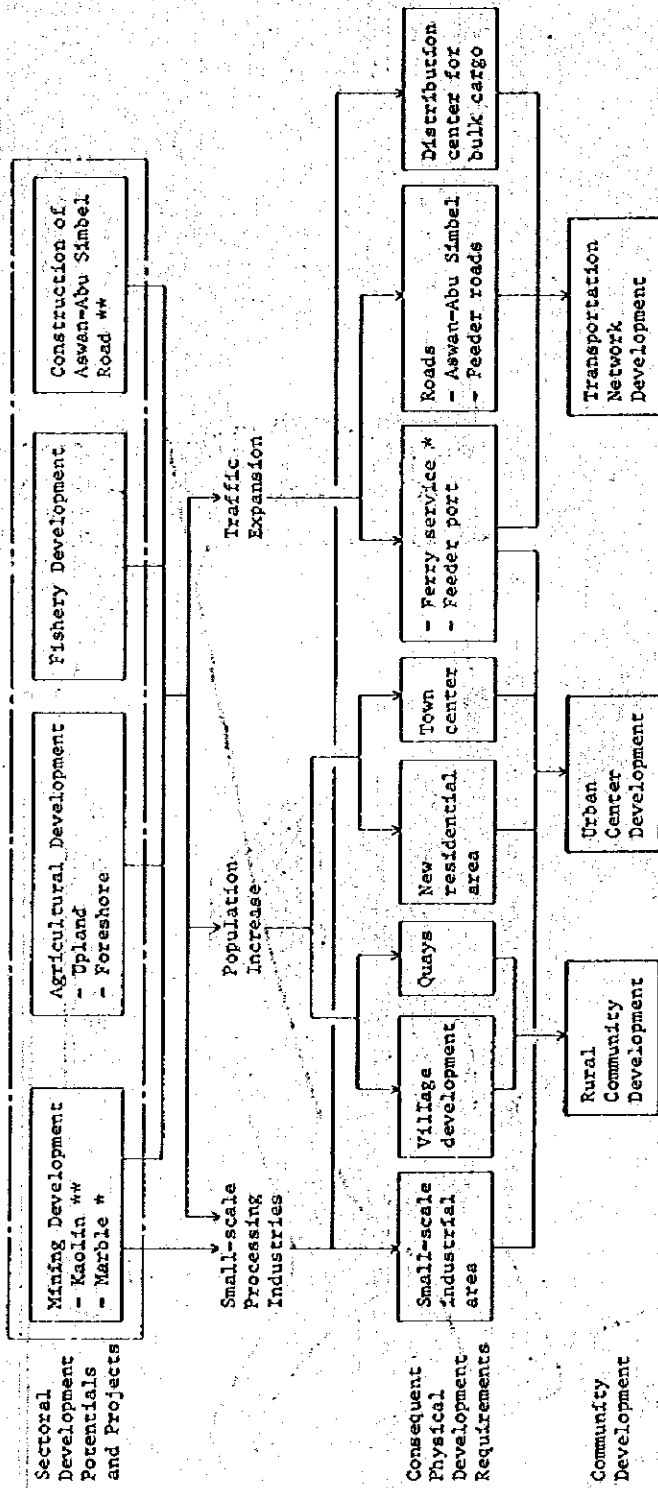 Sectoral
Development
Potentials
and Projects
Mining Development
- Kaolin **
- Marble *
Agricultural Development
- Upland
- Foreshore
Fishery Development
Construction of
Aswan-Abu Simbel
Road **
Small-scale
Processing
Industries
Population
Increase
Traffic
Expansion
Consequent
Physical
Development
Requirements
Small-scale
industrial
area
Village
development
Quays
New
residential
area
Town
center
- Ferry service *
- Feeder port
Roads
- Aswan-Abu Simbel
- Feeder roads
Distribution
center for
bulk cargo
Community
Development
Rural
Community
Development
Urban
Center
Development
Transportation
Network
Development